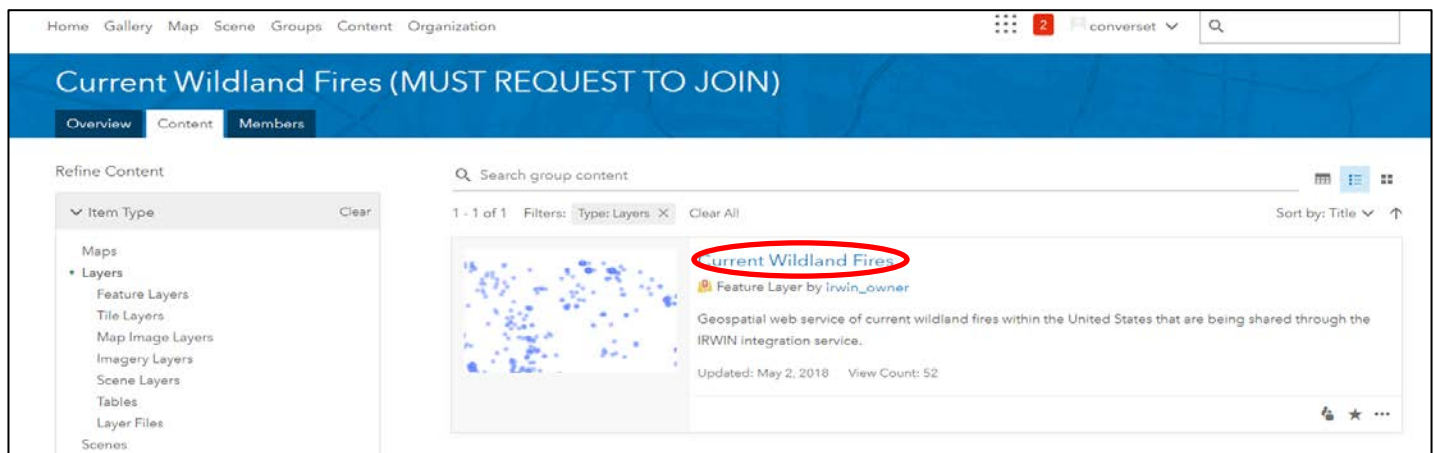 Home Gallery Map Scene Groups Content Organization
2 converset
Current Wildland Fires (MUST REQUEST TO JOIN)
Overview Content Members
Refine Content
Search group content
Item Type Clear
1 - 1 of 1 Filters: Type: Layers X Clear All
Sort by: Title
Maps
Layers
Feature Layers
Tile Layers
Map Image Layers
Imagery Layers
Scene Layers
Tables
Layer Files
Scenes
Current Wildland Fires
Feature Layer by irwin_owner
Geospatial web service of current wildland fires within the United States that are being shared through the
IRWIN integration service.
Updated: May 2, 2018 View Count: 52